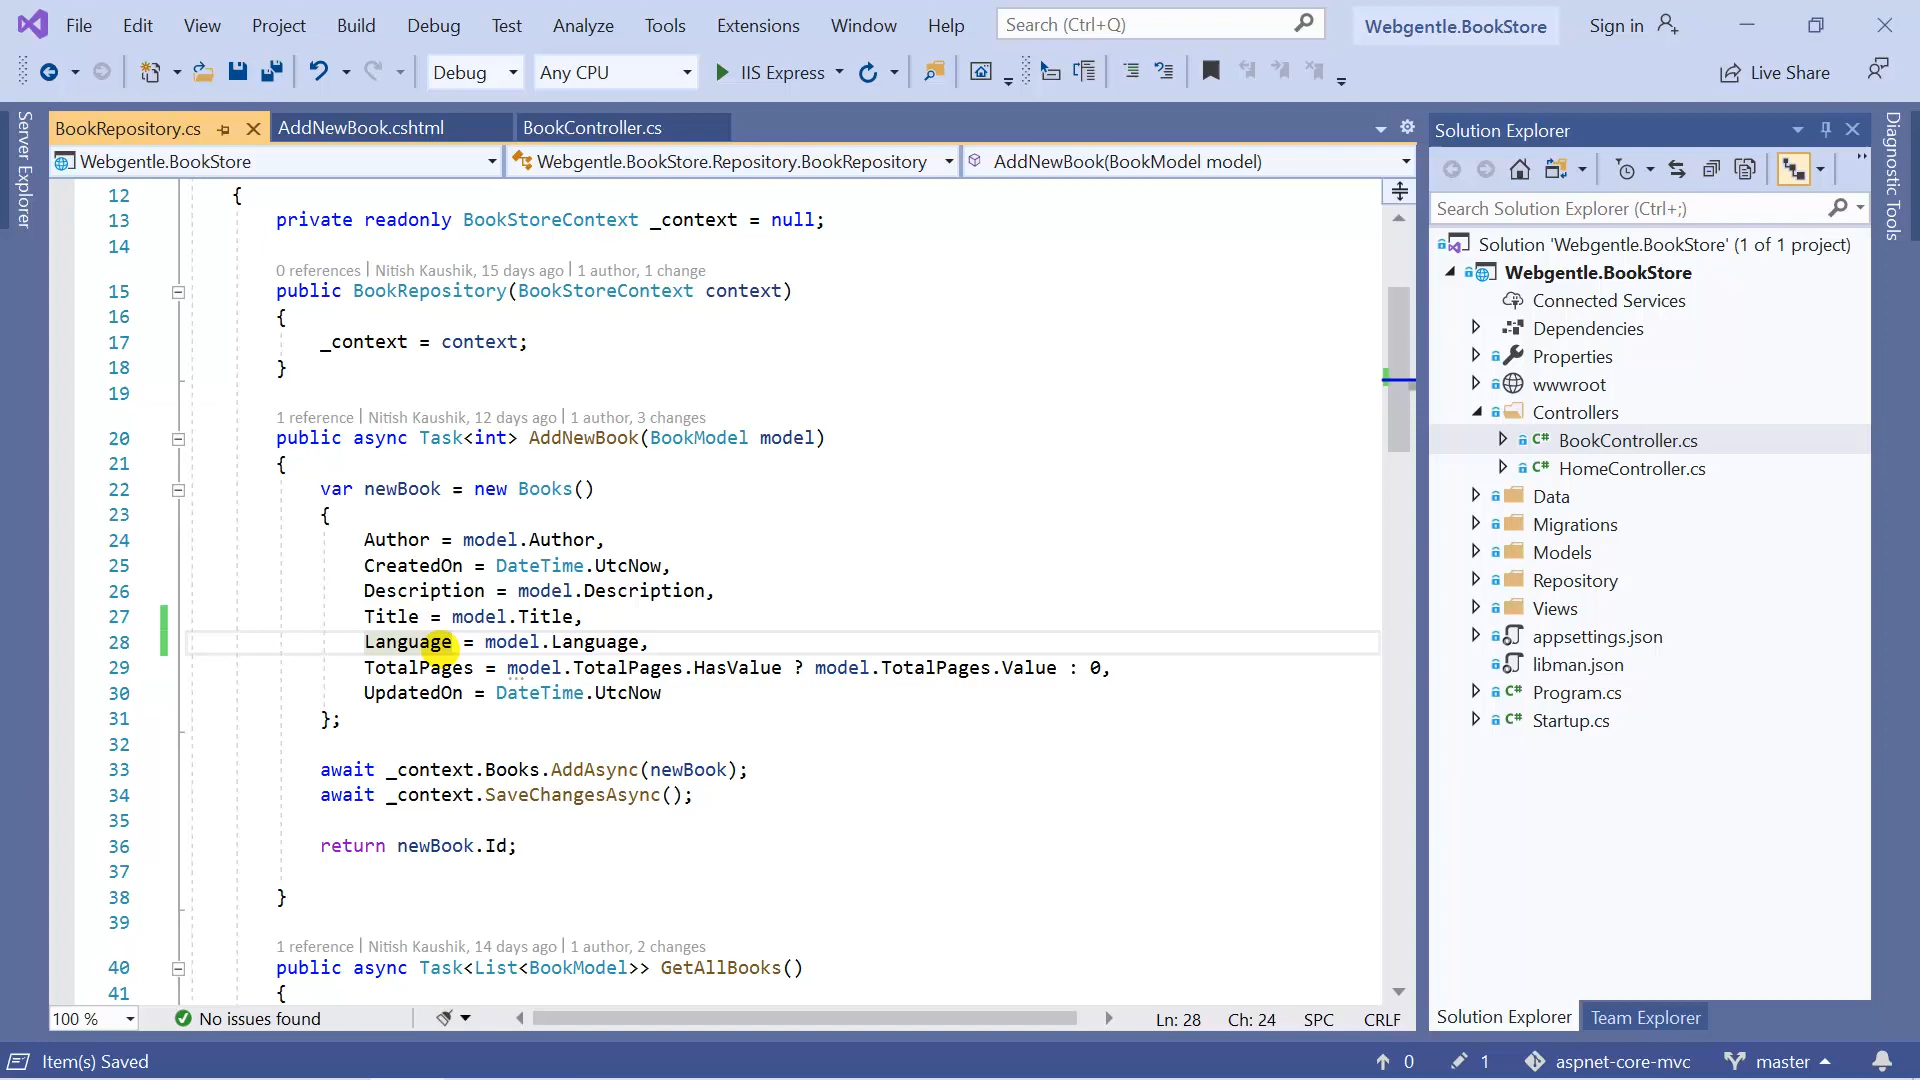 File Edit View Project Build Debug Test Analyze Tools Extensions Window Help Search (Ctrl+Q) Webgentle.BookStore Sign in
Debug Any CPU IIS Express Live Share
Server Explorer
BookRepository.cs AddNewBook.cshtml BookController.cs
Webgentle.BookStore Webgentle.BookStore.Repository.BookRepository AddNewBook(BookModel model)
12 {
13 private readonly BookStoreContext _context = null;
14
0 references | Nitish Kaushik, 15 days ago | 1 author, 1 change
15 public BookRepository(BookStoreContext context)
16 {
17 _context = context;
18 }
19
1 reference | Nitish Kaushik, 12 days ago | 1 author, 3 changes
20 public async Task<int> AddNewBook(BookModel model)
21 {
22 var newBook = new Books()
23 {
24 Author = model.Author,
25 CreatedOn = DateTime.UtcNow,
26 Description = model.Description,
27 Title = model.Title,
28 Language = model.Language,
29 TotalPages = model.TotalPages.HasValue ? model.TotalPages.Value : 0,
30 UpdatedOn = DateTime.UtcNow
31 };
32
33 await _context.Books.AddAsync(newBook);
34 await _context.SaveChangesAsync();
35
36 return newBook.Id;
37
38 }
39
1 reference | Nitish Kaushik, 14 days ago | 1 author, 2 changes
40 public async Task<List<BookModel>> GetAllBooks()
41 {
100 % No issues found Ln: 28 Ch: 24 SPC CRLF
Solution Explorer
Search Solution Explorer (Ctrl+;)
Solution 'Webgentle.BookStore' (1 of 1 project)
Webgentle.BookStore
Connected Services
Dependencies
Properties
wwwroot
Controllers
C# BookController.cs
C# HomeController.cs
Data
Migrations
Models
Repository
Views
appsettings.json
libman.json
C# Program.cs
C# Startup.cs
Solution Explorer Team Explorer
Diagnostic Tools
Item(s) Saved 0 1 aspnet-core-mvc master